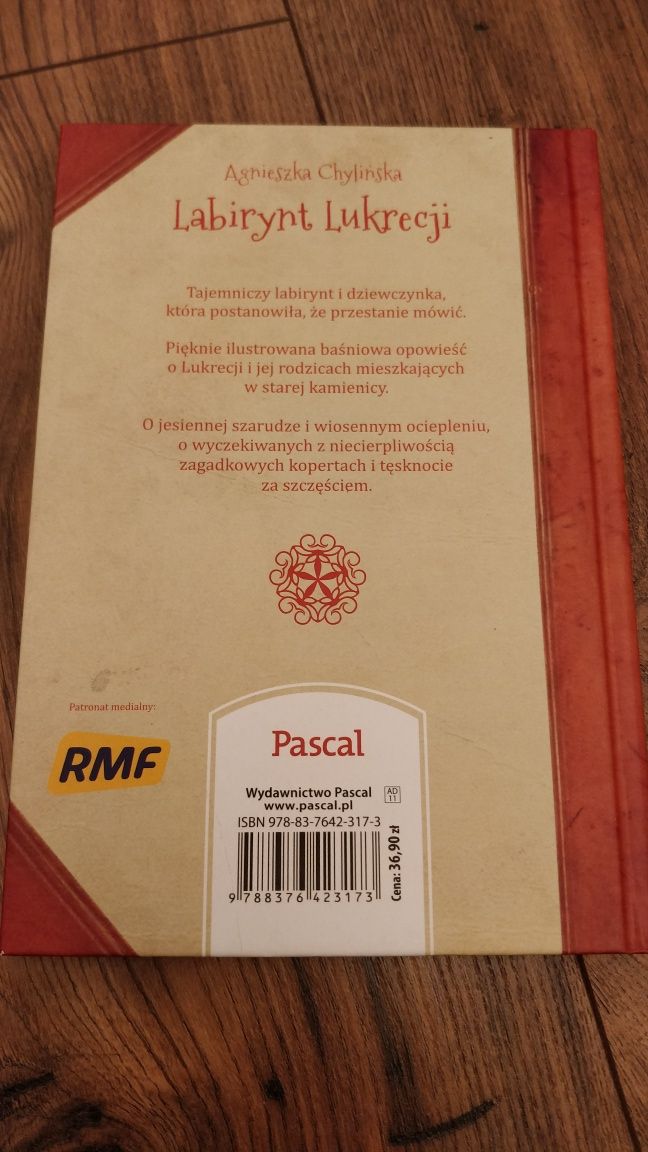 Agnieszka Chylińska
Labirynt Lukrecji
Tajemniczy labirynt i dziewczynka,
która postanowiła, że przestanie mówić.
Pięknie ilustrowana baśniowa opowieść
o Lukrecji i jej rodzicach mieszkających
w starej kamienicy.
O jesiennej szarudze i wiosennym ociepleniu,
o wyczekiwanych z niecierpliwością
zagadkowych kopertach i tęsknocie
za szczęściem.
Patronat medialny:
RMF
Pascal
Wydawnictwo Pascal
AD
11
www.pascal.pl
ISBN 978-83-7642-317-3
9 788376 423173
Cena: 36,90 zł